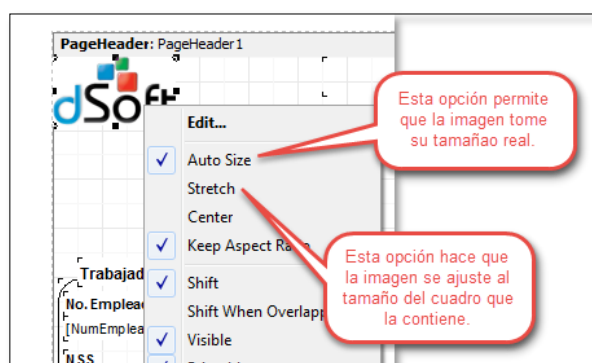 PageHeader: PageHeader1
dSoft
Edit...
Esta opción permite
que la imagen tome
su tamañao real.
Auto Size
Stretch
Center
Keep Aspect Ratio
Esta opción hace que
la imagen se ajuste al
tamaño del cuadro que
la contiene.
Trabajad
Shift
No. Emplea
Shift When Overlapp
[NumEmplea
Visible
NSS